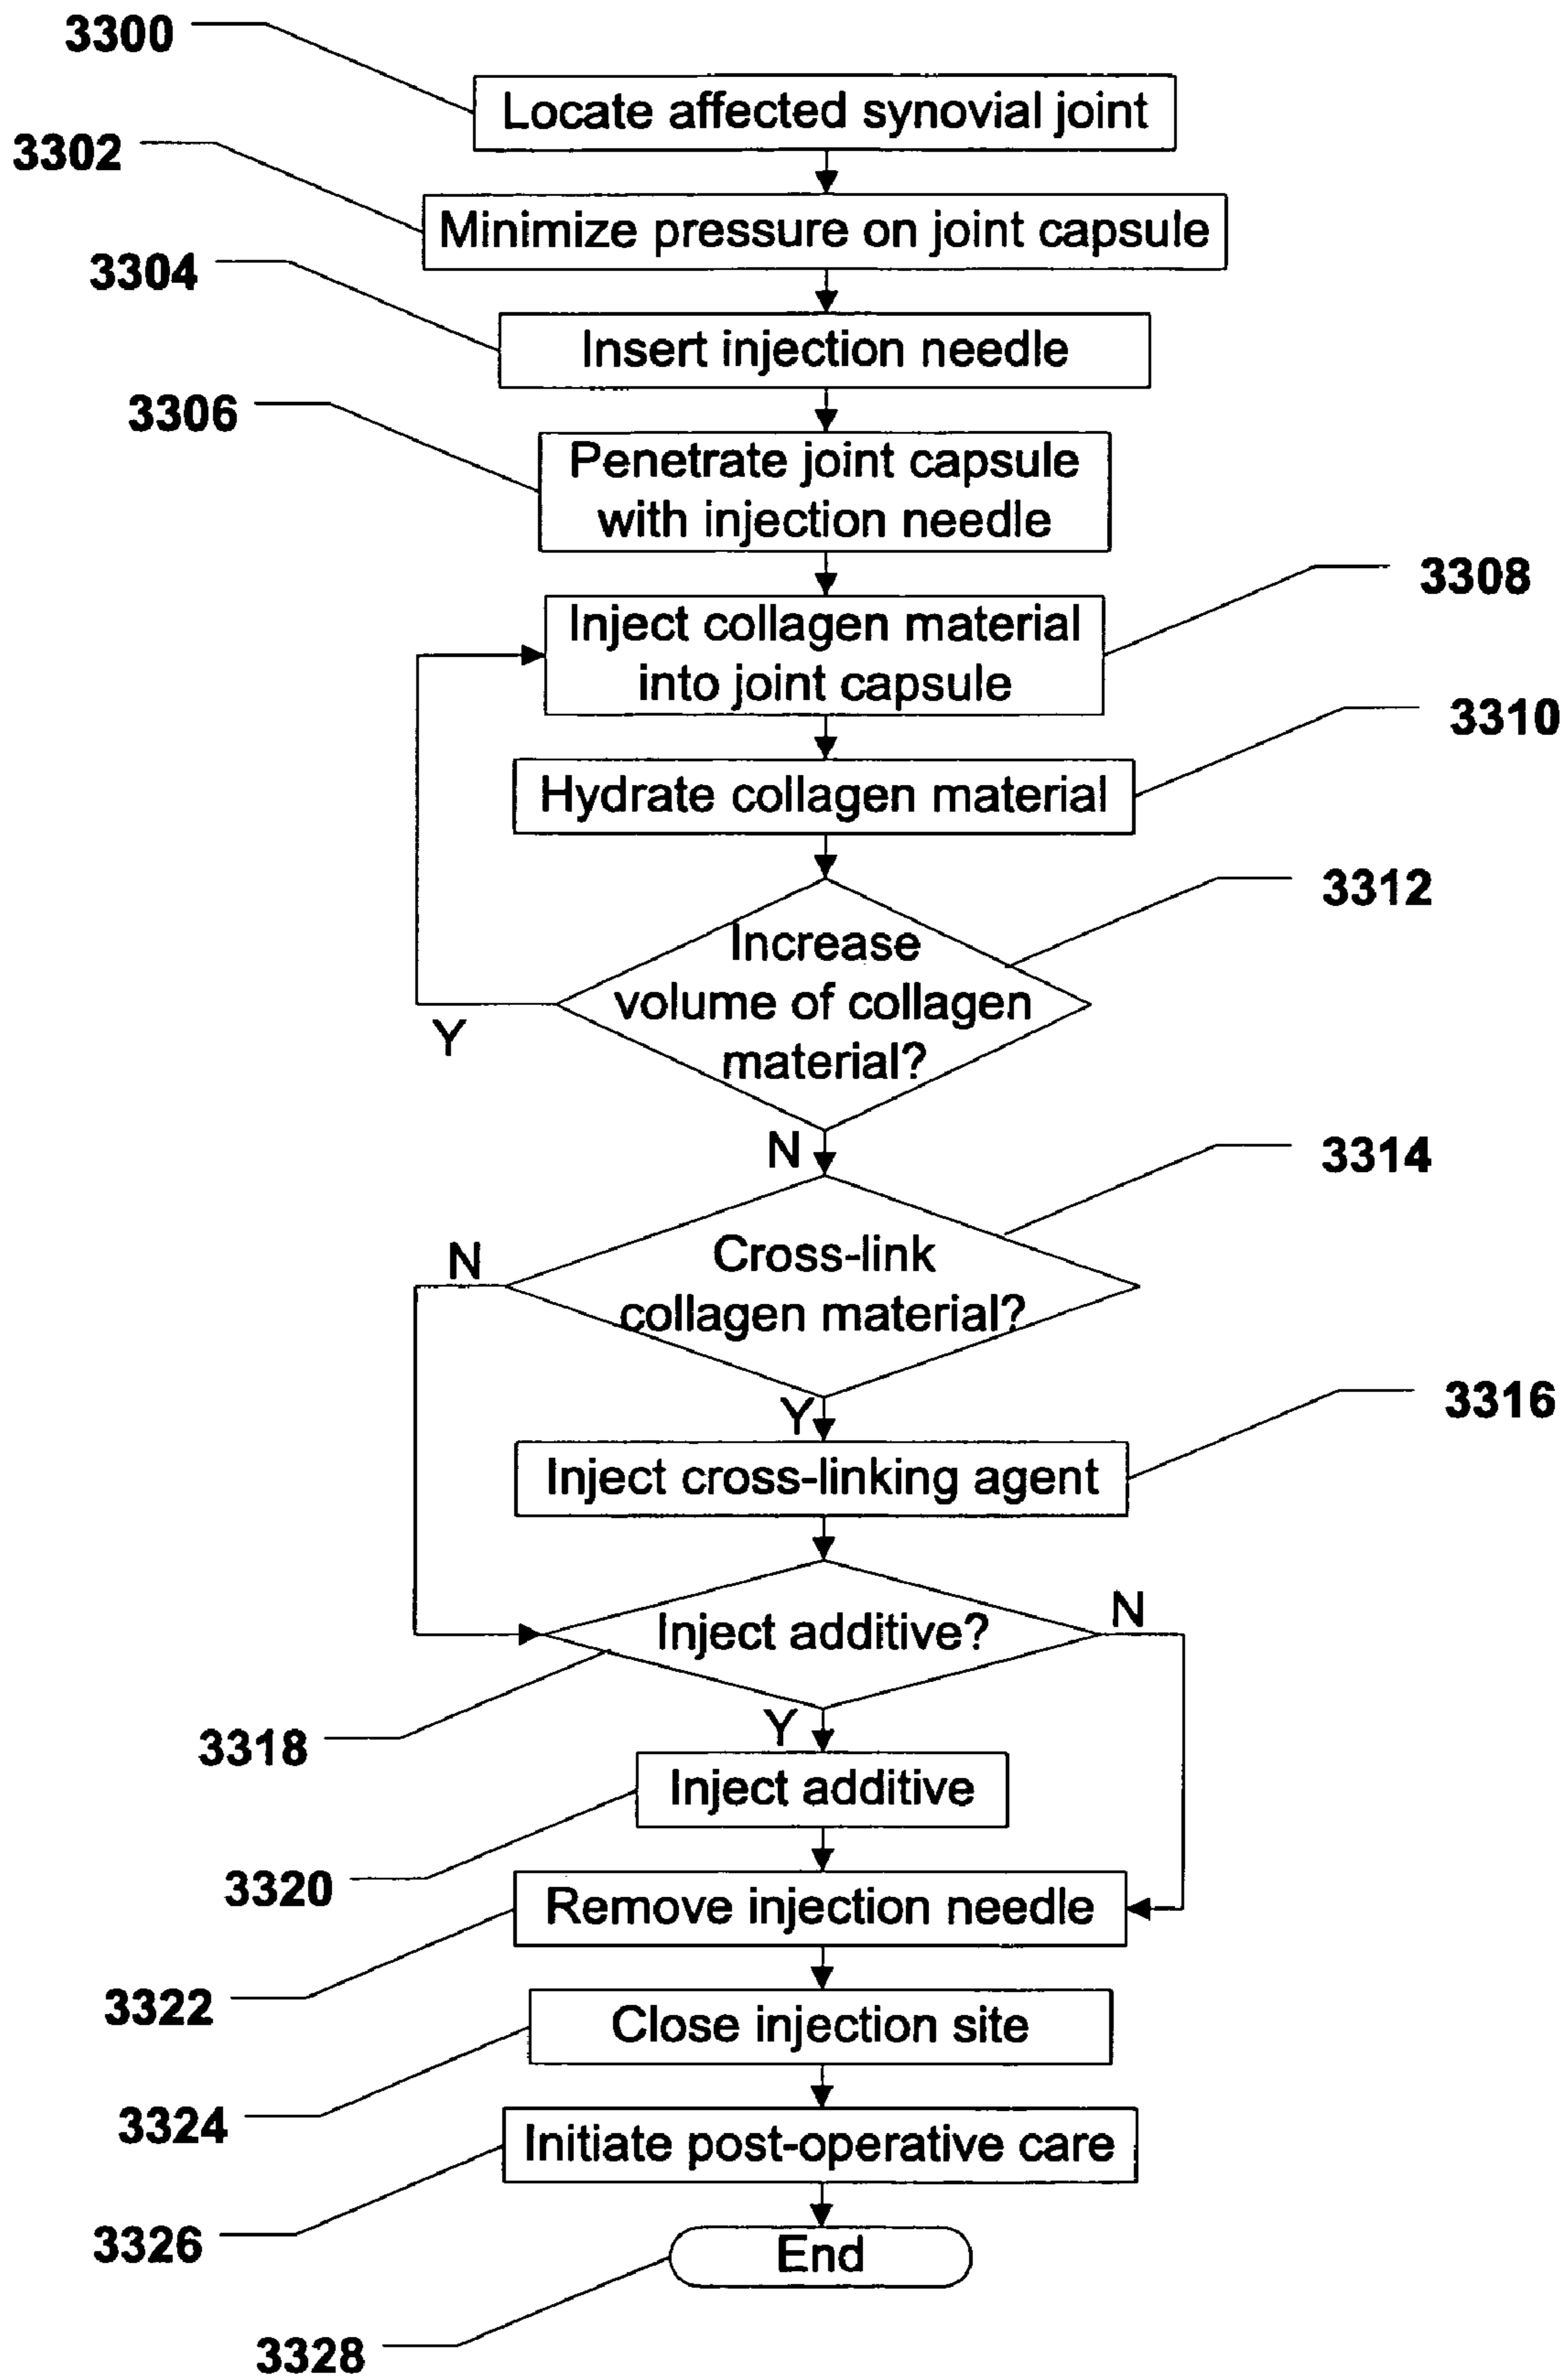 3300
Locate affected synovial joint
3302
Minimize pressure on joint capsule
3304
Insert injection needle
3306
Penetrate joint capsule
with injection needle
3308
Inject collagen material
into joint capsule
3310
Hydrate collagen material
3312
Increase
volume of collagen
material?
Y
N
3314
Cross-link
collagen material?
N
Y
3316
Inject cross-linking agent
Inject additive?
N
3318
Y
Inject additive
3320
Remove injection needle
3322
Close injection site
3324
Initiate post-operative care
3326
End
3328